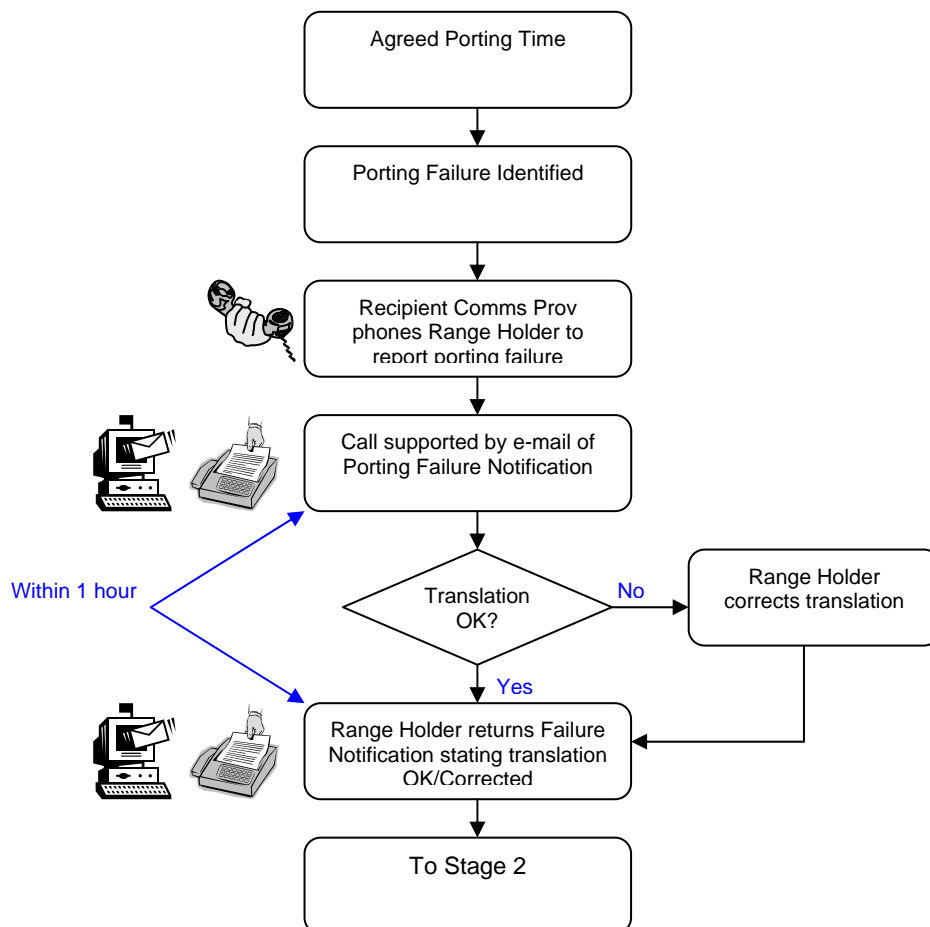 Agreed Porting Time
Porting Failure Identified
Recipient Comms Prov
phones Range Holder to
report porting failure
Call supported by e-mail of
Porting Failure Notification
Within 1 hour
Translation
OK?
No
Range Holder
corrects translation
Yes
Range Holder returns Failure
Notification stating translation
OK/Corrected
To Stage 2